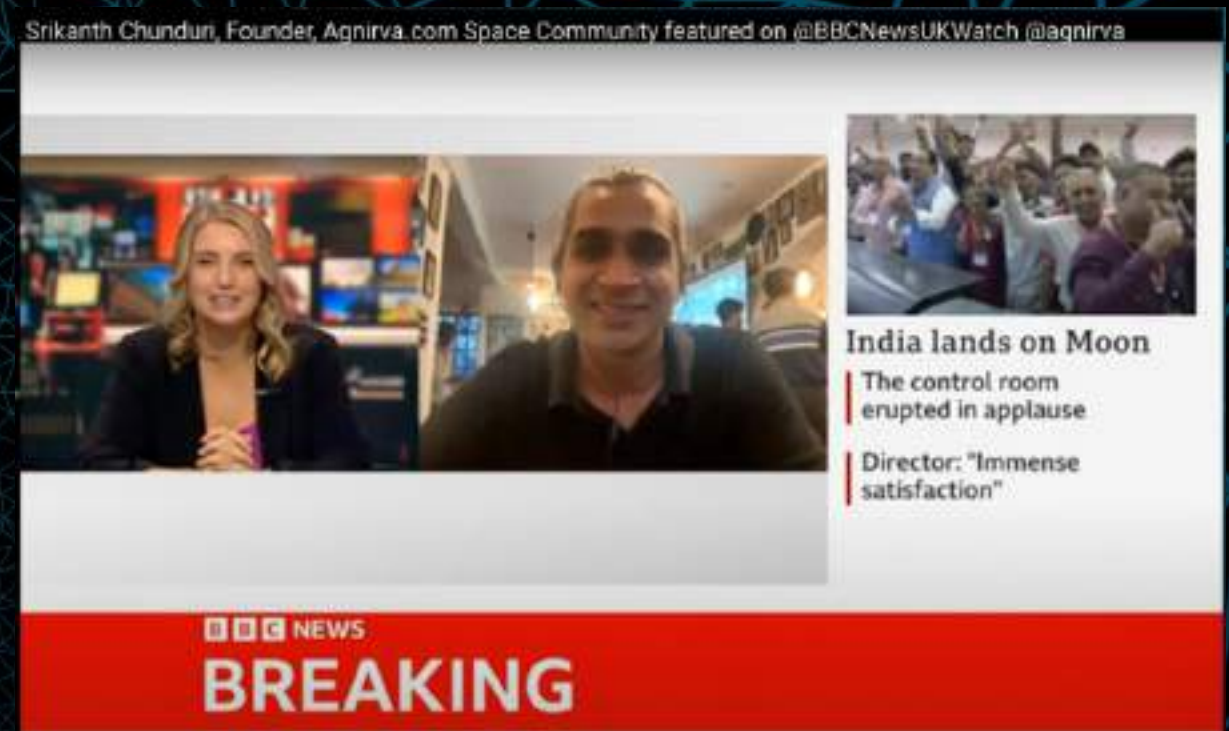 Srikanth Chunduri, Founder, Agnirva.com Space Community featured on @BBCNewsUKWatch @agnirva
India lands on Moon
The control room
erupted in applause
Director: "Immense
satisfaction"
BBC NEWS
BREAKING